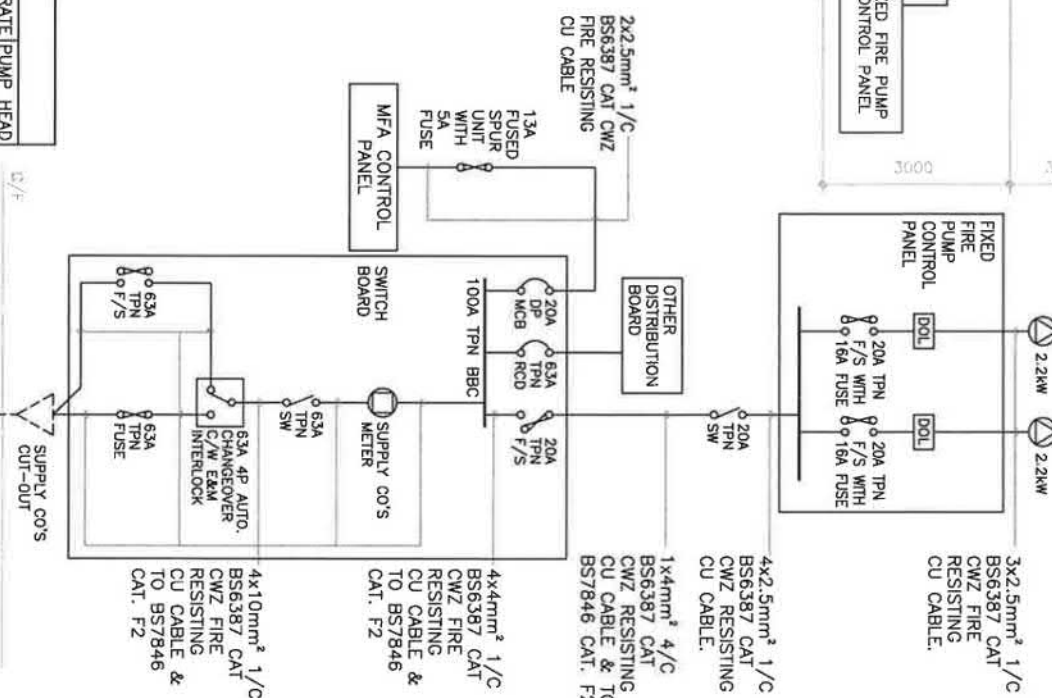 RATE PUMP HEAD
FIRE PUMP
CONTROL PANEL
3000
G/F
2x2.5mm² 1/C
BS6387 CAT CWZ
FIRE RESISTING
CU CABLE
13A
FUSED
SPUR
UNIT
WITH
5A
FUSE
MFA CONTROL
PANEL
OTHER
DISTRIBUTION
BOARD
FIXED
FIRE
PUMP
CONTROL
PANEL
DOL
DOL
2.2kW
2.2kW
20A TPN
F/S WITH
16A FUSE
20A TPN
F/S WITH
16A FUSE
20A
TPN
SW
SWITCH
BOARD
100A TPN BBC
20A
DP
MCB
63A
TPN
RCD
20A
TPN
F/S
SUPPLY CO'S
METER
63A
TPN
SW
63A 4P AUTO.
CHANGEOVER
C/W E&M
INTERLOCK
63A
TPN
F/S
63A
TPN
FUSE
SUPPLY CO'S
CUT-OUT
3x2.5mm² 1/C
BS6387 CAT
CWZ FIRE
RESISTING
CU CABLE.
4x2.5mm² 1/C
BS6387 CAT
CWZ RESISTING
CU CABLE.
1x4mm² 4/C
BS6387 CAT
CWZ RESISTING
CU CABLE & TO
BS7846 CAT. F2
4x4mm² 1/C
BS6387 CAT
CWZ FIRE
RESISTING
CU CABLE &
TO BS7846
CAT. F2
4x10mm² 1/C
BS6387 CAT
CWZ FIRE
RESISTING
CU CABLE &
TO BS7846
CAT. F2